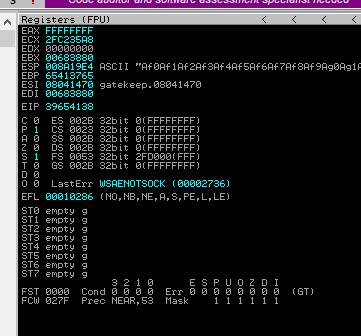 Code auditor and software assessment specialist needed
Registers (FPU) < < <
EAX FFFFFFFF
ECX 2FC235A8
EDX 00000000
EBX 00683880
ESP 008A19E4 ASCII "Af0Af1Af2Af3Af4Af5Af6Af7Af8Af9Ag0Ag1A
EBP 65413765
ESI 08041470 gatekeep.08041470
EDI 00683880
EIP 39654138
C 0 ES 002B 32bit 0(FFFFFFFF)
P 1 CS 0023 32bit 0(FFFFFFFF)
A 0 SS 002B 32bit 0(FFFFFFFF)
Z 0 DS 002B 32bit 0(FFFFFFFF)
S 1 FS 0053 32bit 2FD000(FFF)
T 0 GS 002B 32bit 0(FFFFFFFF)
D 0
O 0 LastErr WSAENOTSOCK (00002736)
EFL 00010286 (NO,NB,NE,A,S,PE,L,LE)
ST0 empty g
ST1 empty g
ST2 empty g
ST3 empty g
ST4 empty g
ST5 empty g
ST6 empty g
ST7 empty g
3 2 1 0 E S P U O Z D I
FST 0000 Cond 0 0 0 0 Err 0 0 0 0 0 0 0 0 (GT)
FCW 027F Prec NEAR,53 Mask 1 1 1 1 1 1